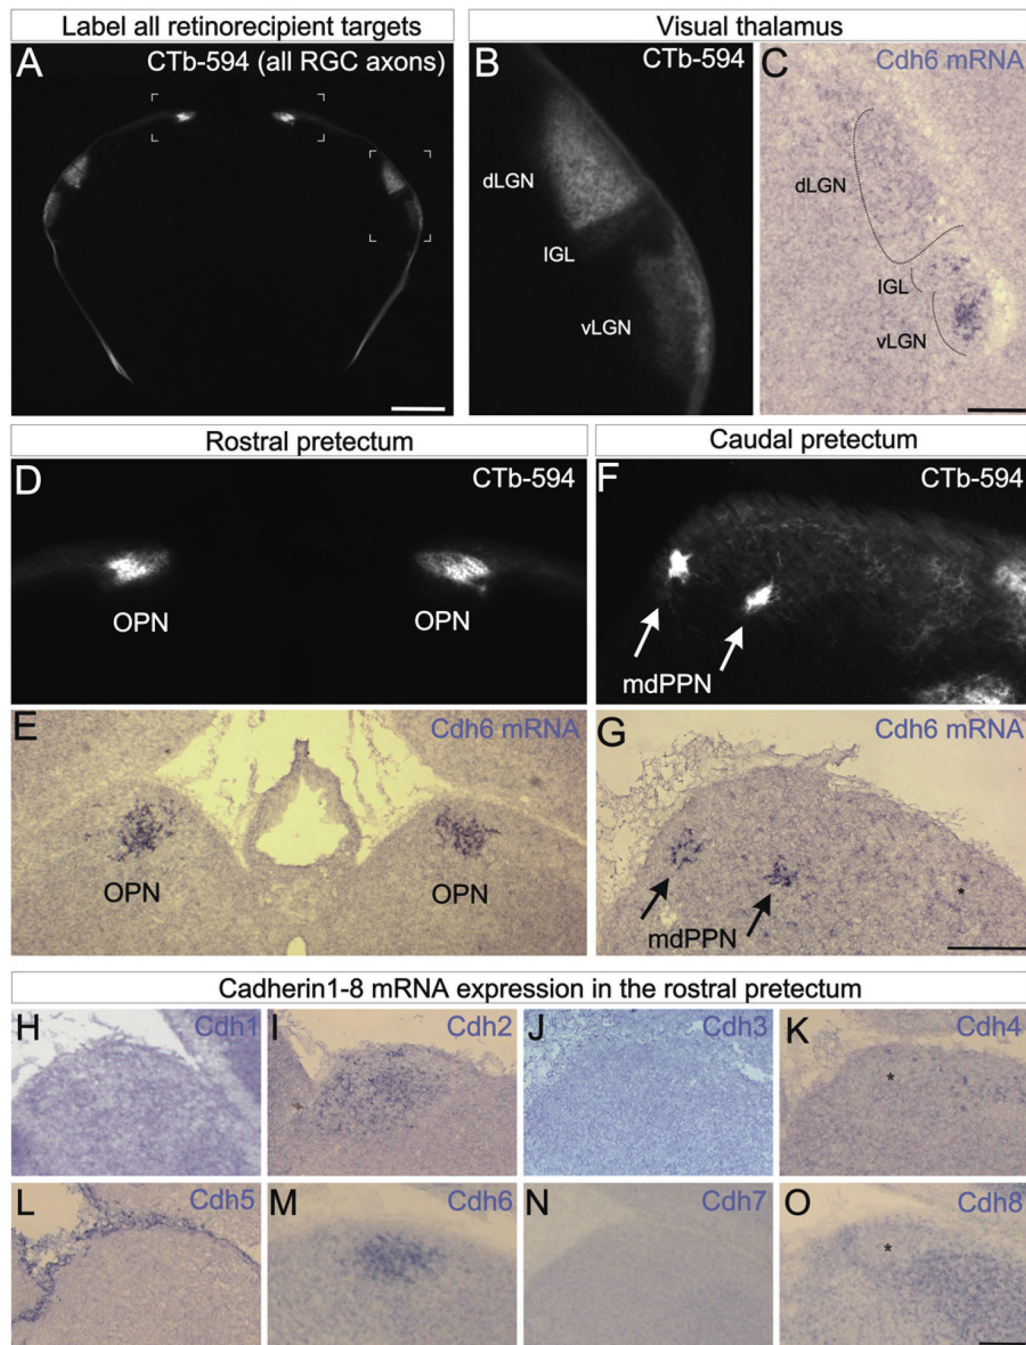 Label all retinorecipient targets
Visual thalamus
A
CTb-594 (all RGC axons)
B
CTb-594
dLGN
IGL
vLGN
C
Cdh6 mRNA
dLGN
IGL
vLGN
Rostral pretectum
Caudal pretectum
D
CTb-594
OPN
OPN
F
CTb-594
mdPPN
E
Cdh6 mRNA
OPN
OPN
G
Cdh6 mRNA
*
mdPPN
Cadherin1-8 mRNA expression in the rostral pretectum
H
Cdh1
I
Cdh2
J
Cdh3
K
Cdh4
*
L
Cdh5
M
Cdh6
N
Cdh7
O
Cdh8
*